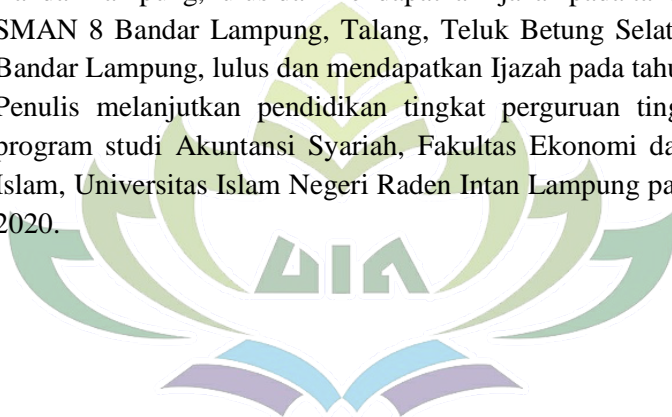 SMAN 8 Bandar Lampung, Talang, Teluk Betung Selat
Bandar Lampung, lulus dan mendapatkan Ijazah pada tahu
Penulis melanjutkan pendidikan tingkat perguruan ting
program studi Akuntansi Syariah, Fakultas Ekonomi da
Islam, Universitas Islam Negeri Raden Intan Lampung pa
2020.
UIN